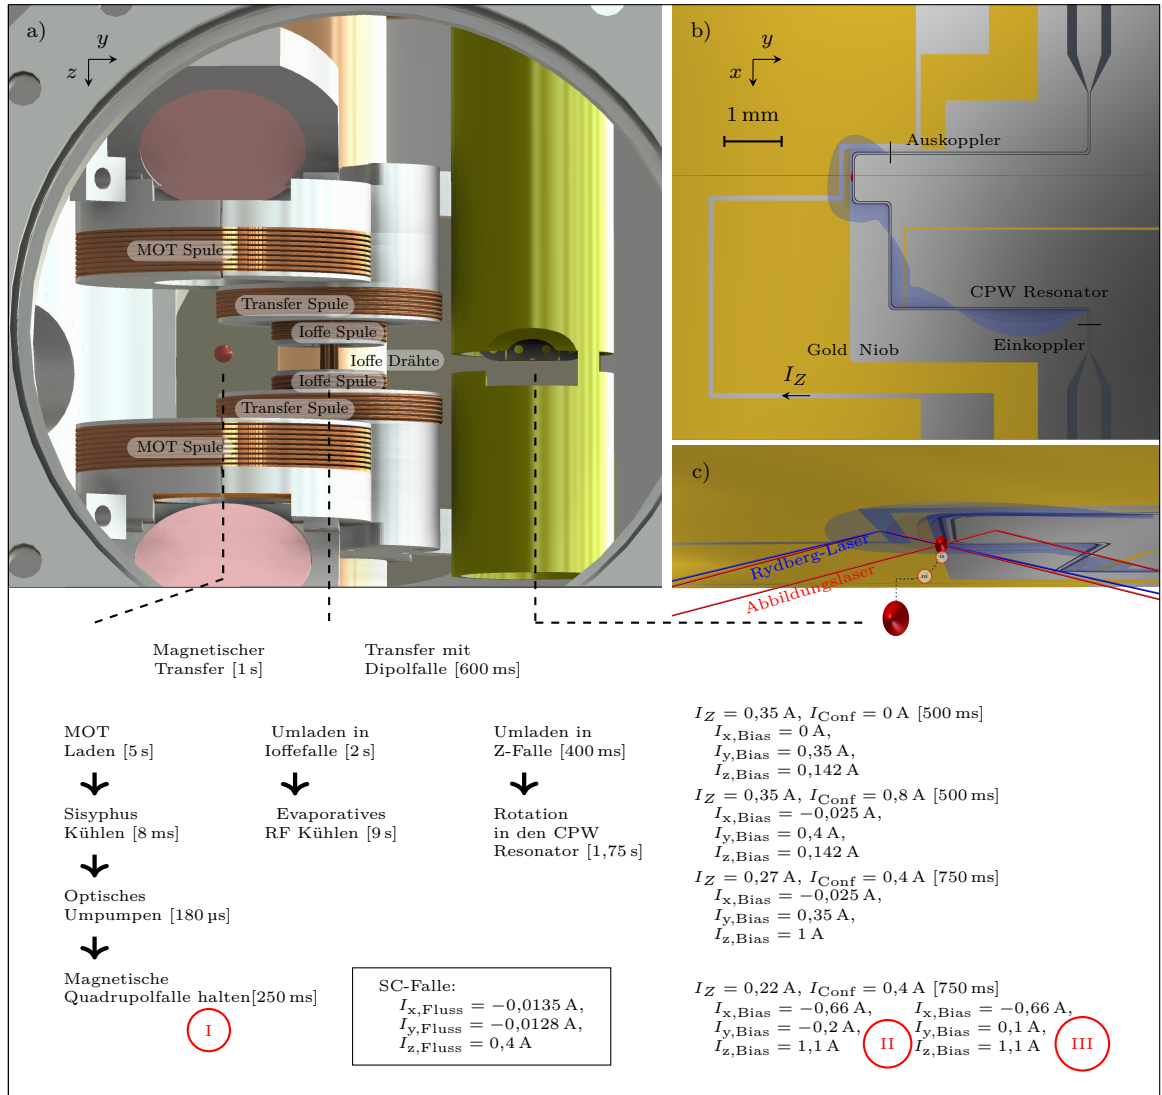 a)
y
z
MOT Spule
Transfer Spule
Ioffe Spule
Ioffe Drähte
Ioffe Spule
Transfer Spule
MOT Spule
b)
y
x
1 mm
Auskoppler
CPW Resonator
Einkoppler
Gold Niob
I_Z
c)
Rydberg-Laser
Abbildungslaser
II
III
Magnetischer
Transfer [1 s]
Transfer mit
Dipolfalle [600 ms]
MOT
Laden [5 s]
Sisyphus
Kühlen [8 ms]
Optisches
Umpumpen [180 µs]
Magnetische
Quadrupolfalle halten[250 ms]
I
Umladen in
Ioffefalle [2 s]
Evaporatives
RF Kühlen [9 s]
Umladen in
Z-Falle [400 ms]
Rotation
in den CPW
Resonator [1,75 s]
SC-Falle:
I_x,Fluss = −0,0135 A,
I_y,Fluss = −0,0128 A,
I_z,Fluss = 0,4 A
I_Z = 0,35 A, I_Conf = 0 A [500 ms]
I_x,Bias = 0 A,
I_y,Bias = 0,35 A,
I_z,Bias = 0,142 A
I_Z = 0,35 A, I_Conf = 0,8 A [500 ms]
I_x,Bias = −0,025 A,
I_y,Bias = 0,4 A,
I_z,Bias = 0,142 A
I_Z = 0,27 A, I_Conf = 0,4 A [750 ms]
I_x,Bias = −0,025 A,
I_y,Bias = 0,35 A,
I_z,Bias = 1 A
I_Z = 0,22 A, I_Conf = 0,4 A [750 ms]
I_x,Bias = −0,66 A,
I_y,Bias = −0,2 A,
I_z,Bias = 1,1 A
II
I_x,Bias = −0,66 A,
I_y,Bias = 0,1 A,
I_z,Bias = 1,1 A
III